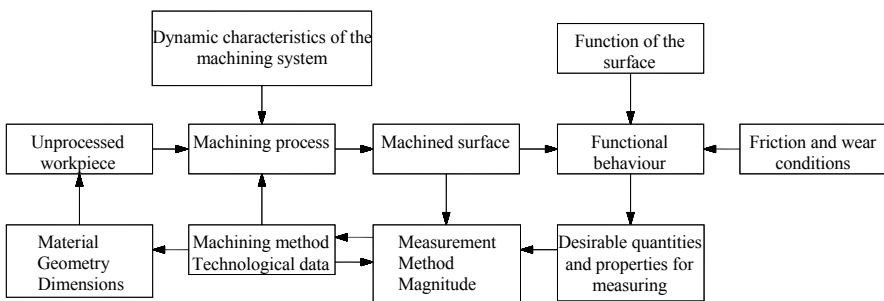 Dynamic characteristics of the
machining system
Function of the
surface
Unprocessed
workpiece
Machining process
Machined surface
Functional
behaviour
Friction and wear
conditions
Material
Geometry
Dimensions
Machining method
Technological data
Measurement
Method
Magnitude
Desirable quantities
and properties for
measuring